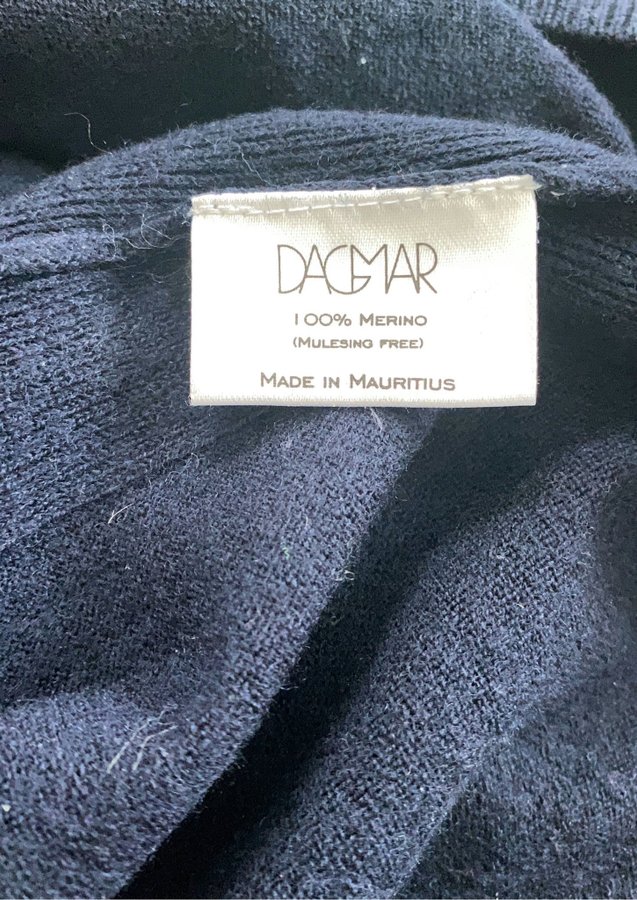 DAGMAR
100% MERINO
(MULESING FREE)
MADE IN MAURITIUS